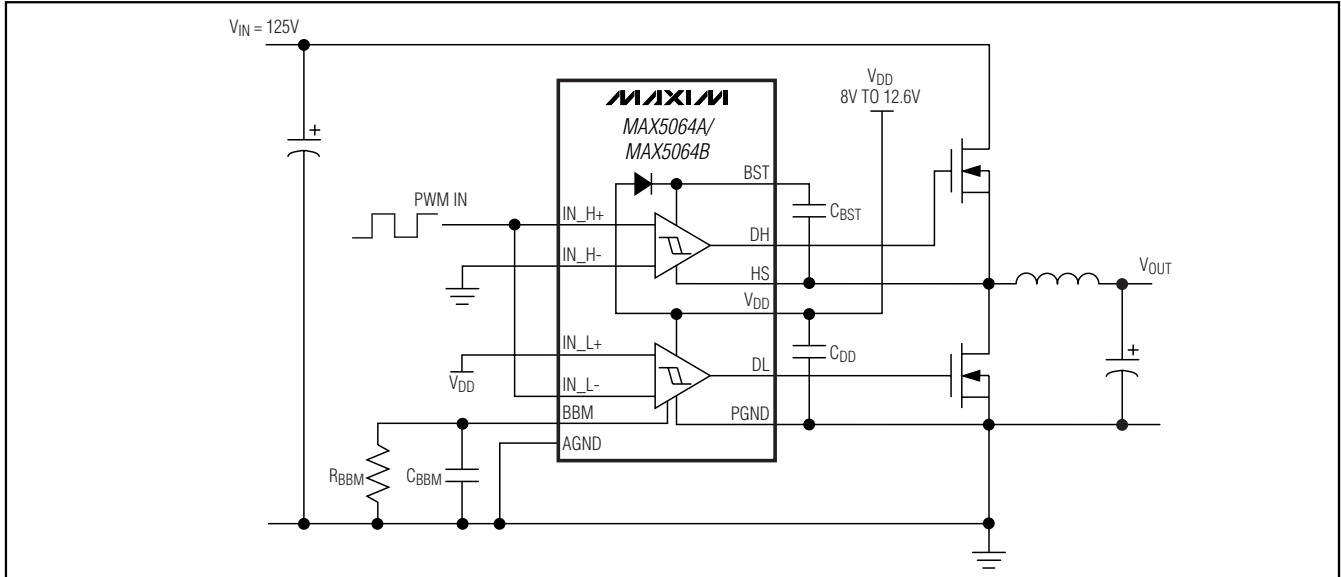 V_IN = 125V
V_DD
8V TO 12.6V
MAXIM
MAX5064A/
MAX5064B
BST
PWM IN
C_BST
IN_H+
DH
IN_H-
HS
V_OUT
V_DD
+
IN_L+
C_DD
V_DD
DL
+
IN_L-
BBM
PGND
AGND
R_BBM
C_BBM